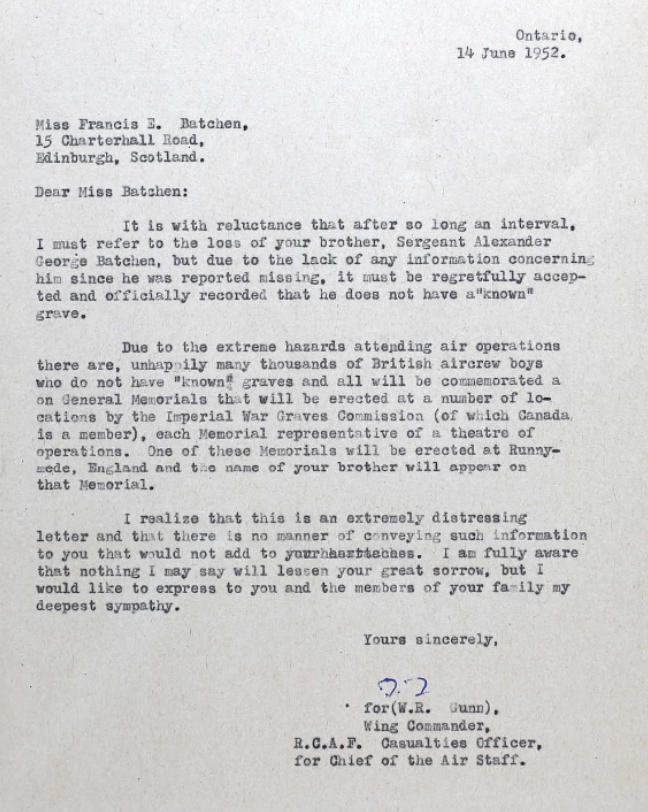 Ontario,
14 June 1952.
Miss Francis E. Batchen,
15 Charterhall Road,
Edinburgh, Scotland.
Dear Miss Batchen:
It is with reluctance that after so long an interval,
I must refer to the loss of your brother, Sergeant Alexander
George Batchen, but due to the lack of any information concerning
him since he was reported missing, it must be regretfully accep-
ted and officially recorded that he does not have a"known"
grave.
Due to the extreme hazards attending air operations
there are, unhappily many thousands of British aircrew boys
who do not have "known" graves and all will be commemorated a
on General Memorials that will be erected at a number of lo-
cations by the Imperial War Graves Commission (of which Canada
is a member), each Memorial representative of a theatre of
operations. One of these Memorials will be erected at Runny-
mede, England and the name of your brother will appear on
that Memorial.
I realize that this is an extremely distressing
letter and that there is no manner of conveying such information
to you that would not add to I am fully aware
that nothing I may say will lessen your great sorrow, but I
would like to express to you and the members of your family my
deepest sympathy.
Yours sincerely,
for(W.R. Gunn),
Wing Commander,
R.C.A.F. Casualties Officer,
for Chief of the Air Staff.